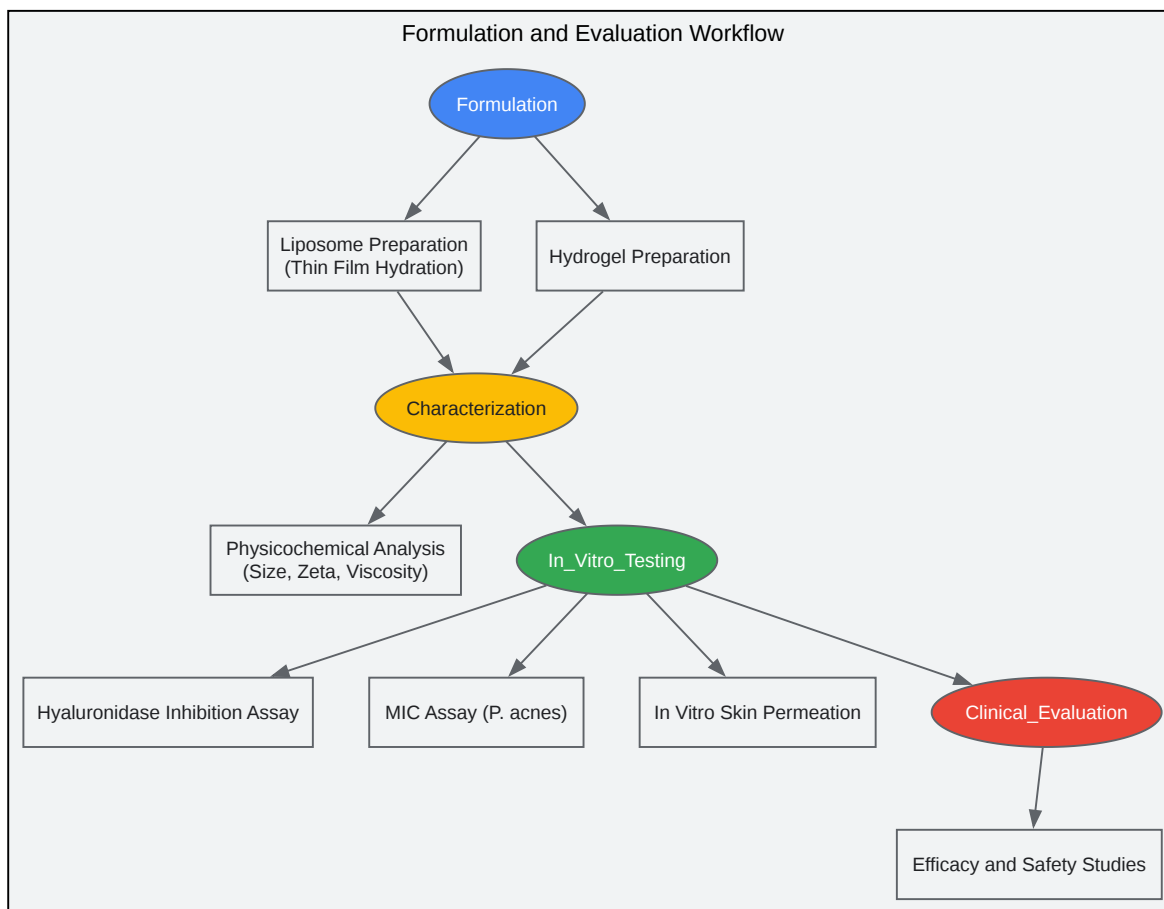 Formulation and Evaluation Workflow
Formulation
Liposome Preparation
(Thin Film Hydration)
Hydrogel Preparation
Characterization
Physicochemical Analysis
(Size, Zeta, Viscosity)
In_Vitro_Testing
Hyaluronidase Inhibition Assay
MIC Assay (P. acnes)
In Vitro Skin Permeation
Clinical_Evaluation
Efficacy and Safety Studies